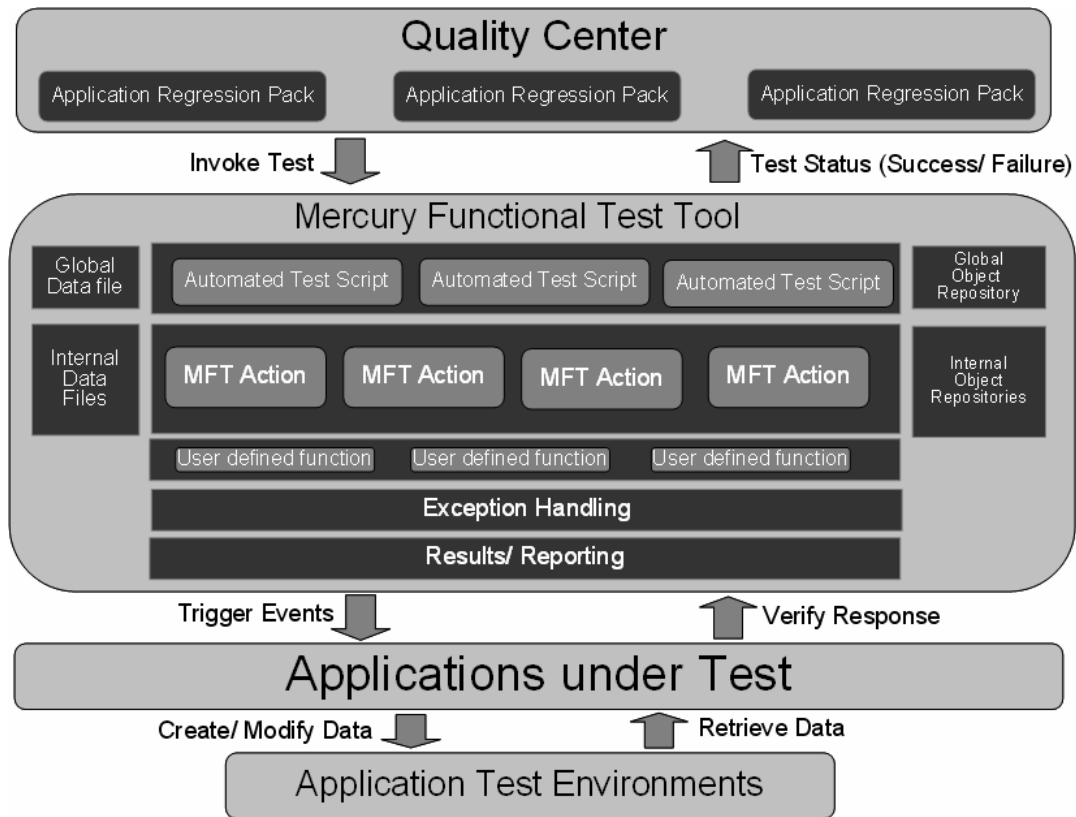 Quality Center
Application Regression Pack
Application Regression Pack
Application Regression Pack
Invoke Test
Test Status (Success/ Failure)
Mercury Functional Test Tool
Global
Data file
Automated Test Script
Automated Test Script
Automated Test Script
Global
Object
Repository
Internal
Data
Files
MFT Action
MFT Action
MFT Action
MFT Action
Internal
Object
Repositories
User defined function
User defined function
User defined function
Exception Handling
Results/ Reporting
Trigger Events
Verify Response
Applications under Test
Create/ Modify Data
Retrieve Data
Application Test Environments